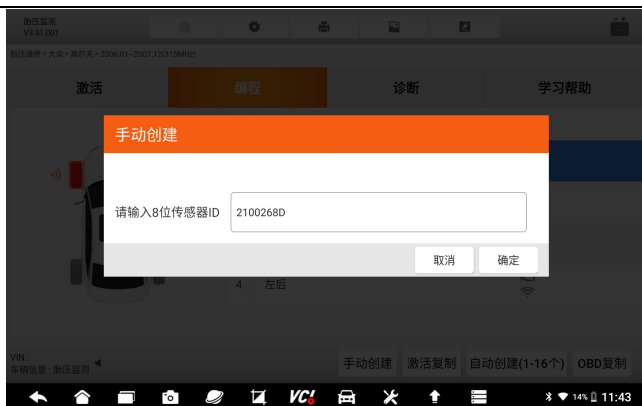 胎压监测
V3.01.001
胎压维修 > 大众 > 高尔夫 > 2006.01-2007.12(315MHz)
激活 编程 诊断 学习帮助
手动创建
请输入8位传感器ID 2100268D
取消 确定
4 左后
VIN :
车辆信息 : 胎压监测
手动创建 激活复制 自动创建(1-16个) OBD复制
VCI 14% 11:43